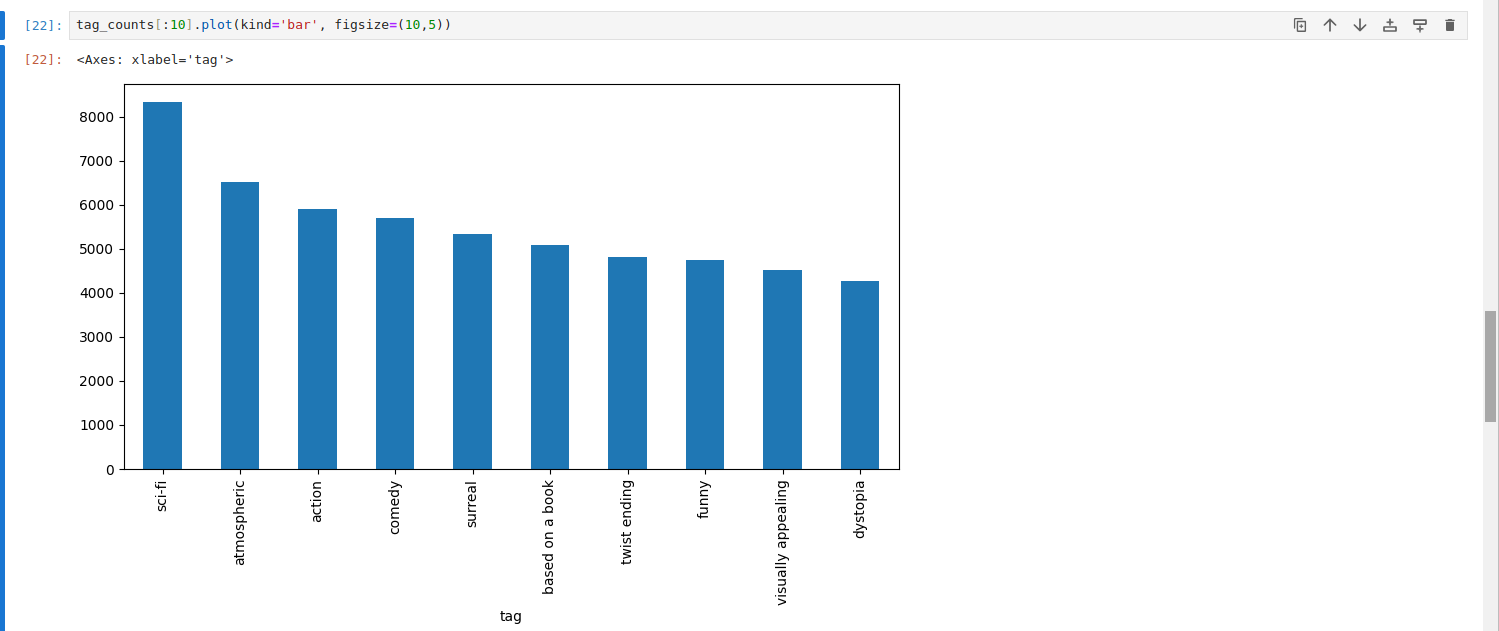 [22]: tag_counts[:10].plot(kind='bar', figsize=(10,5))
[22]: <Axes: xlabel='tag'>
8000
7000
6000
5000
4000
3000
2000
1000
0
sci-fi
atmospheric
action
comedy
surreal
based on a book
twist ending
funny
visually appealing
dystopia
tag